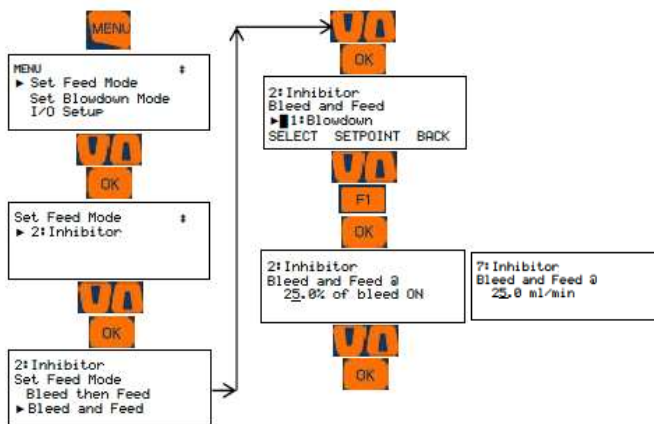 MENU
MENU ↕
► Set Feed Mode
Set Blowdown Mode
I/O Setup
OK
Set Feed Mode ↕
► 2:Inhibitor
OK
2:Inhibitor
Set Feed Mode
Bleed then Feed
►Bleed and Feed
OK
2:Inhibitor
Bleed and Feed
►█1:Blowdown
SELECT SETPOINT BACK
F1
OK
2:Inhibitor
Bleed and Feed @
25.0% of bleed ON
7:Inhibitor
Bleed and Feed @
25.0 ml/min
OK